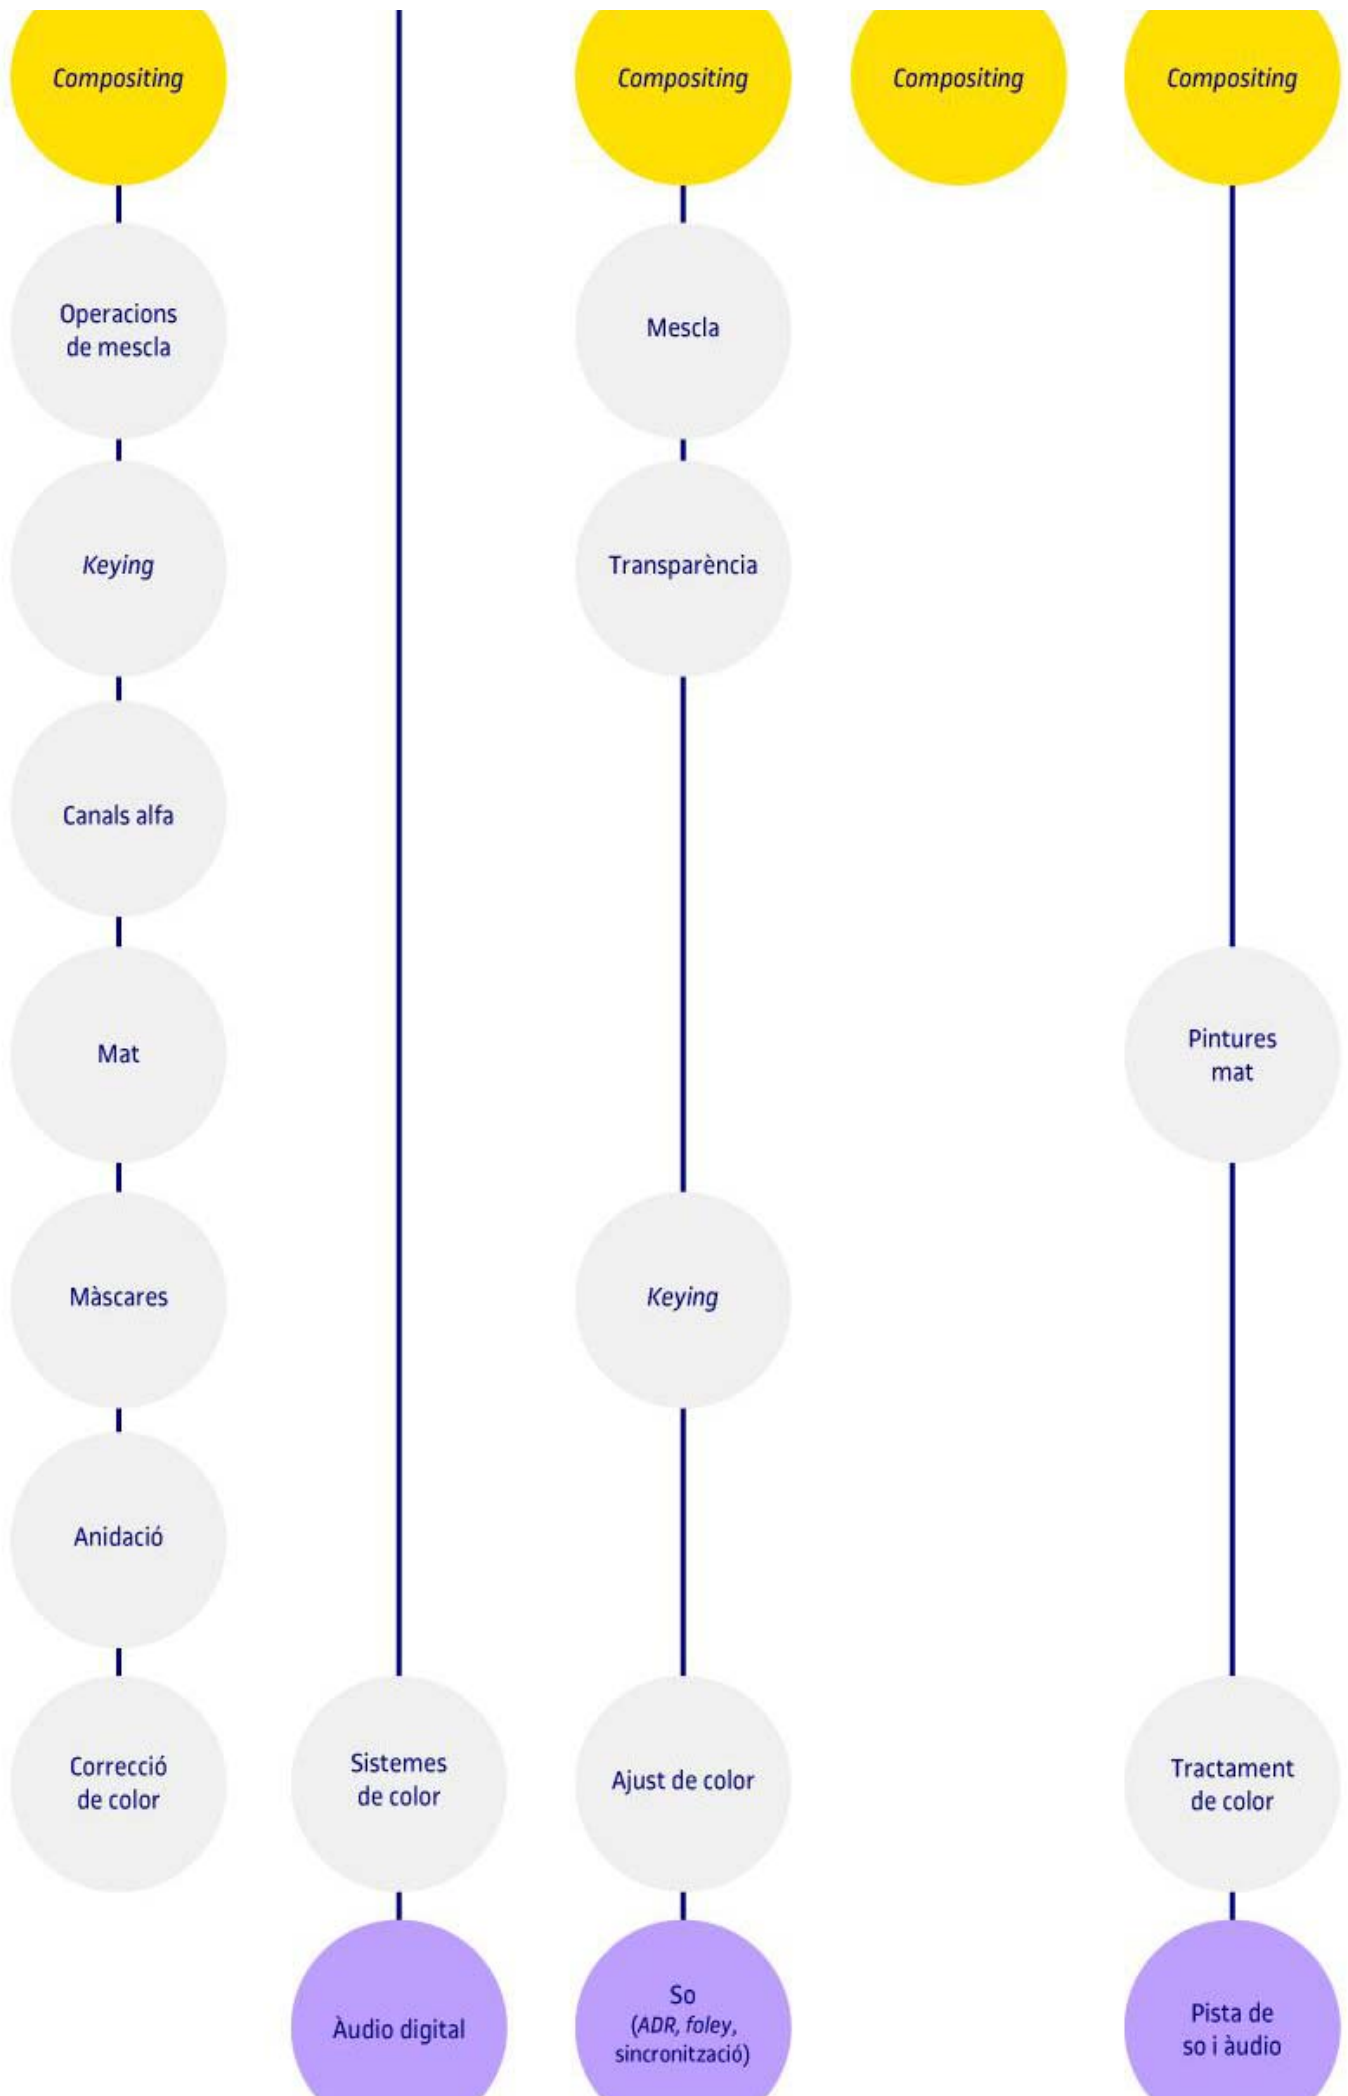 Compositing
Compositing
Compositing
Compositing
Operacions
de mescla
Mescla
Keying
Transparència
Canals alfa
Mat
Pintures
mat
Màscares
Keying
Anidació
Correcció
de color
Sistemes
de color
Ajust de color
Tractament
de color
Àudio digital
So
(ADR, foley,
sincronització)
Pista de
so i àudio